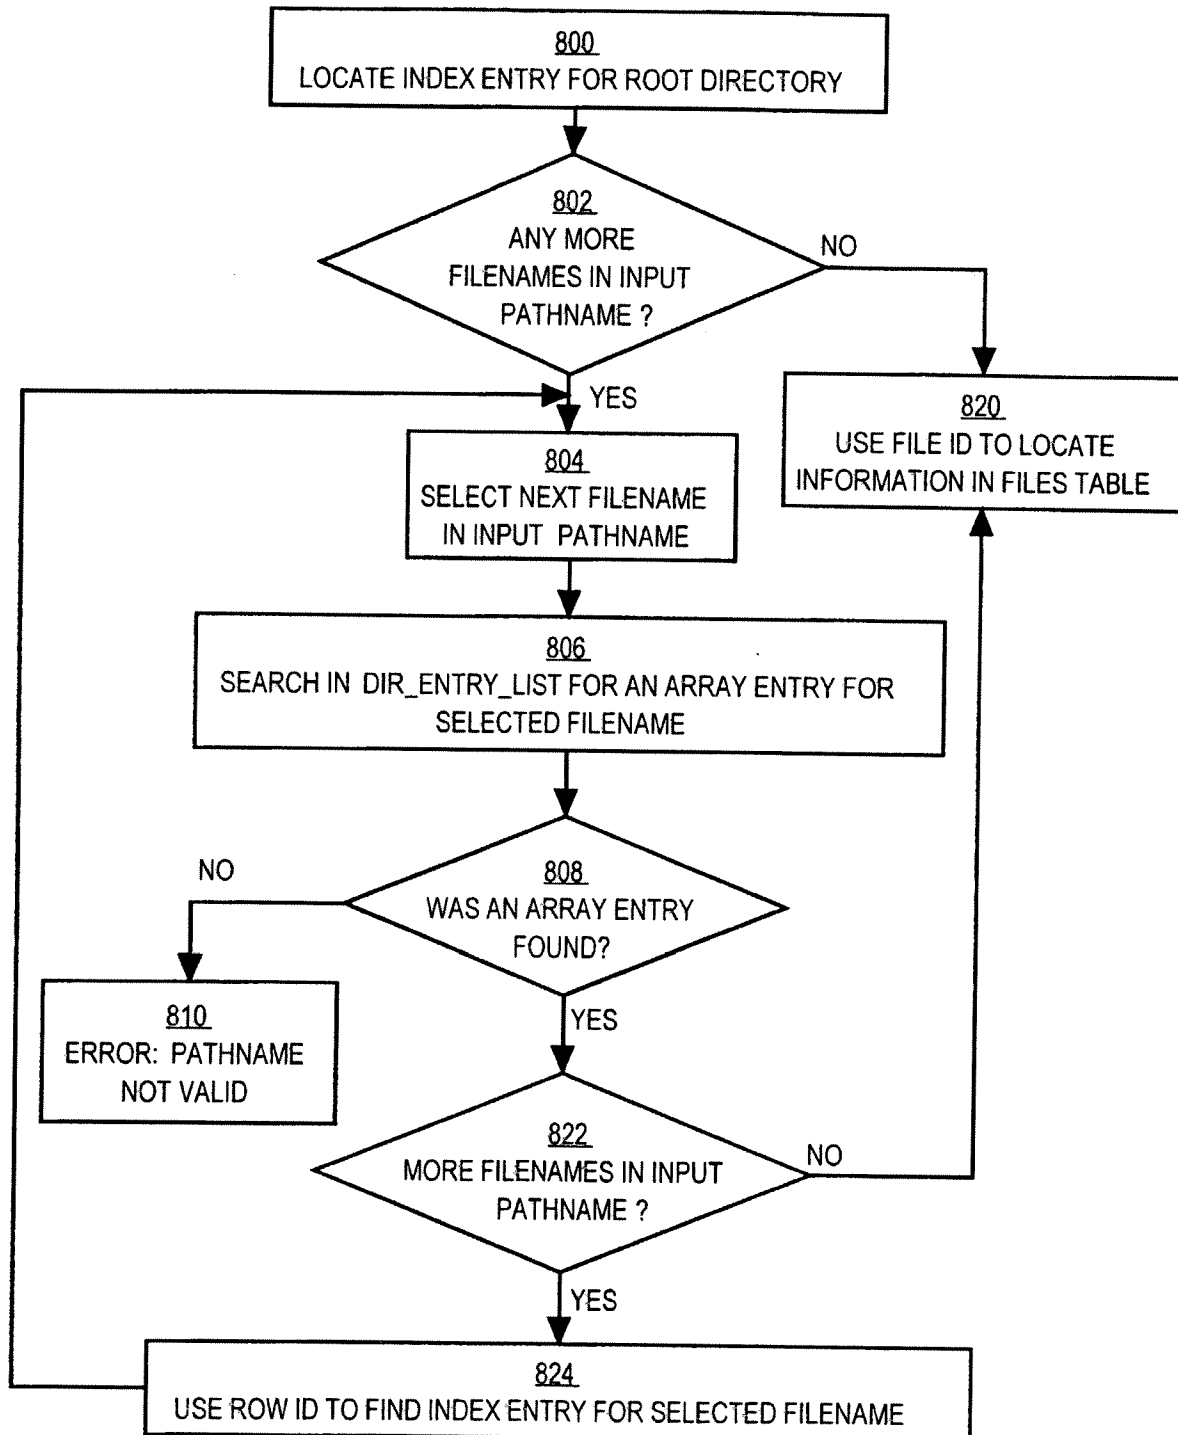 800
LOCATE INDEX ENTRY FOR ROOT DIRECTORY
802
ANY MORE
FILENAMES IN INPUT
PATHNAME ?
NO
YES
820
USE FILE ID TO LOCATE
INFORMATION IN FILES TABLE
804
SELECT NEXT FILENAME
IN INPUT PATHNAME
806
SEARCH IN DIR_ENTRY_LIST FOR AN ARRAY ENTRY FOR
SELECTED FILENAME
808
WAS AN ARRAY ENTRY
FOUND?
NO
810
ERROR: PATHNAME
NOT VALID
YES
822
MORE FILENAMES IN INPUT
PATHNAME ?
NO
YES
824
USE ROW ID TO FIND INDEX ENTRY FOR SELECTED FILENAME